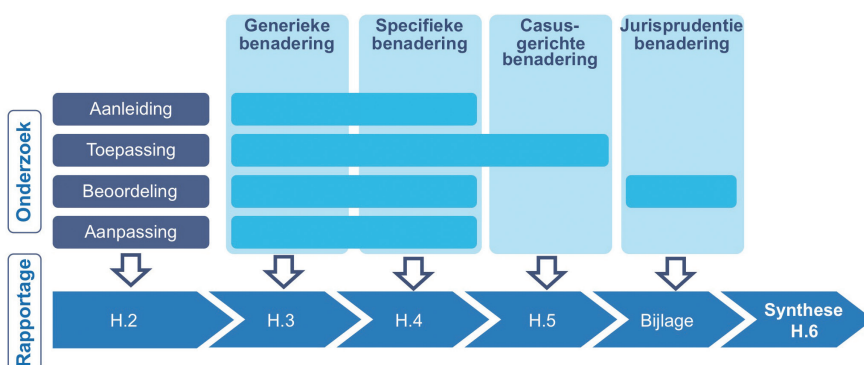 Generieke
benadering
Specifieke
benadering
Casus-
gerichte
benadering
Jurisprudentie
benadering
Onderzoek
Aanleiding
Toepassing
Beoordeling
Aanpassing
Rapportage
H.2
H.3
H.4
H.5
Bijlage
Synthese
H.6